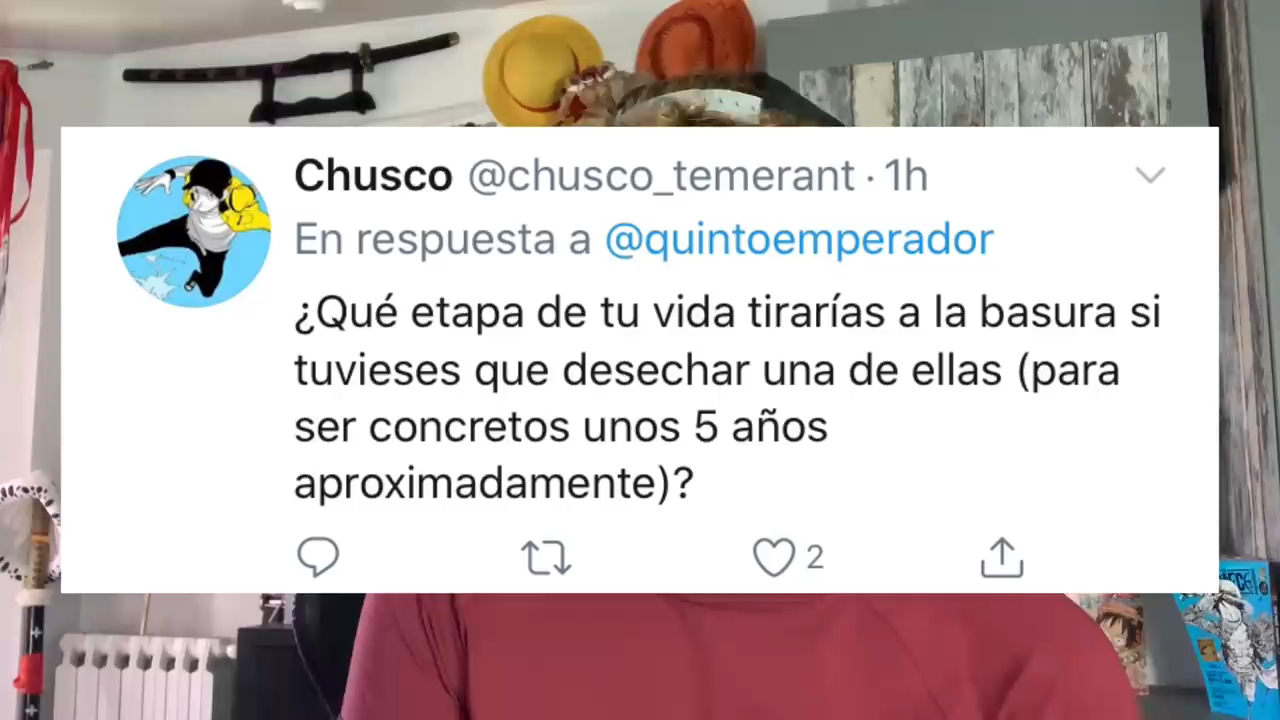 Chusco @chusco_temerant · 1h
En respuesta a @quintoemperador
¿Qué etapa de tu vida tirarías a la basura si
tuvieses que desechar una de ellas (para
ser concretos unos 5 años
aproximadamente)?
2